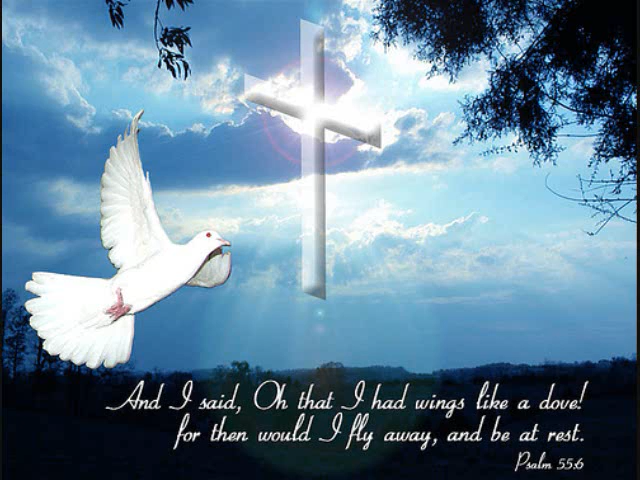 And I said, Oh that I had wings like a dove!
for then would I fly away, and be at rest.
Psalm 55:6